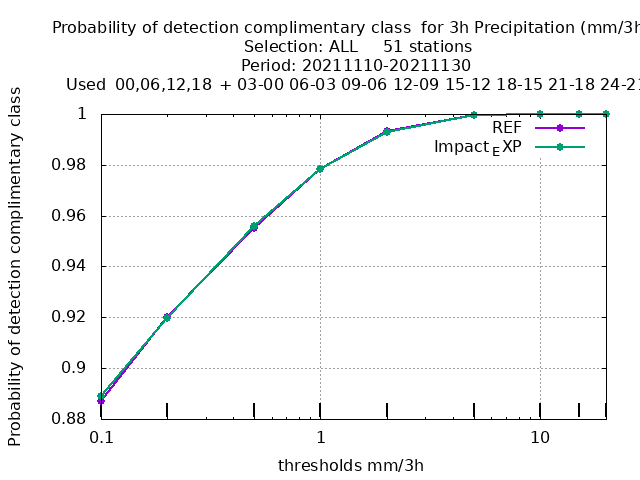 Probability of detection complimentary class  for 3h Precipitation (mm/3h
Selection: ALL     51 stations
Period: 20211110-20211130
Used  00,06,12,18  + 03-00 06-03 09-06 12-09 15-12 18-15 21-18 24-21
Probability of detection complimentary class
1
0.98
0.96
0.94
0.92
0.9
0.88
REF
Impact_EXP
0.1
1
10
thresholds mm/3h